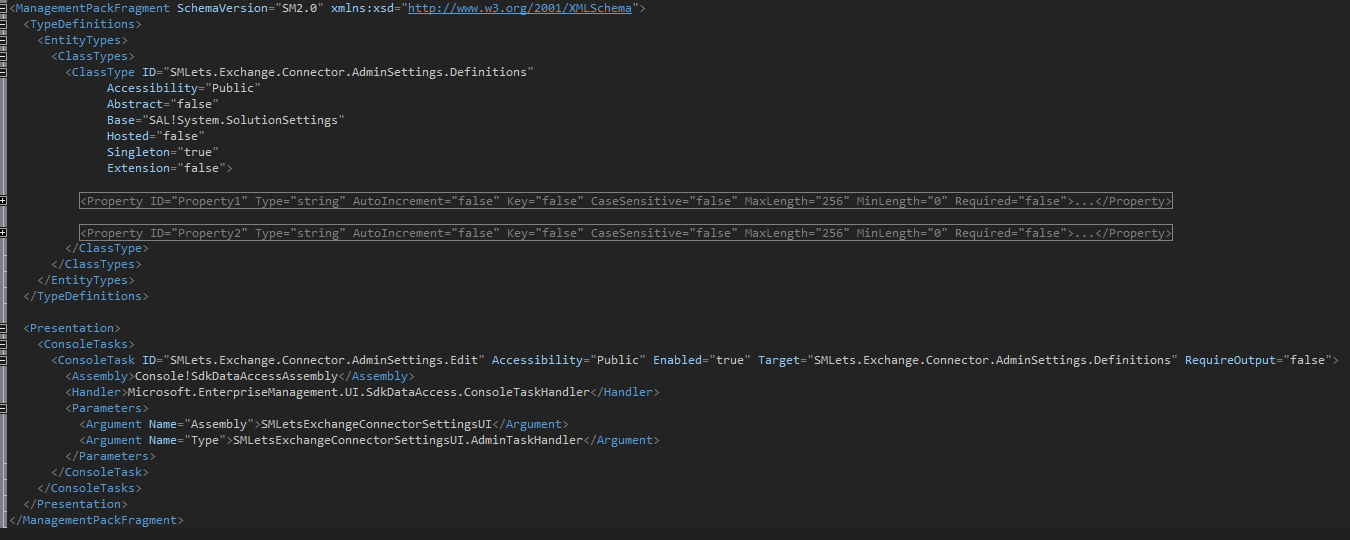 <ManagementPackFragment SchemaVersion="SM2.0" xmlns:xsd="http://www.w3.org/2001/XMLSchema">
<TypeDefinitions>
<EntityTypes>
<ClassTypes>
<ClassType ID="SMLets.Exchange.Connector.AdminSettings.Definitions"
Accessibility="Public"
Abstract="false"
Base="SAL!System.SolutionSettings"
Hosted="false"
Singleton="true"
Extension="false">
<Property ID="Property1" Type="string" AutoIncrement="false" Key="false" CaseSensitive="false" MaxLength="256" MinLength="0" Required="false">...</Property>
<Property ID="Property2" Type="string" AutoIncrement="false" Key="false" CaseSensitive="false" MaxLength="256" MinLength="0" Required="false">...</Property>
</ClassType>
</ClassTypes>
</EntityTypes>
</TypeDefinitions>
<Presentation>
<ConsoleTasks>
<ConsoleTask ID="SMLets.Exchange.Connector.AdminSettings.Edit" Accessibility="Public" Enabled="true" Target="SMLets.Exchange.Connector.AdminSettings.Definitions" RequireOutput="false">
<Assembly>Console!SdkDataAccessAssembly</Assembly>
<Handler>Microsoft.EnterpriseManagement.UI.SdkDataAccess.ConsoleTaskHandler</Handler>
<Parameters>
<Argument Name="Assembly">SMLetsExchangeConnectorSettingsUI</Argument>
<Argument Name="Type">SMLetsExchangeConnectorSettingsUI.AdminTaskHandler</Argument>
</Parameters>
</ConsoleTask>
</ConsoleTasks>
</Presentation>
</ManagementPackFragment>